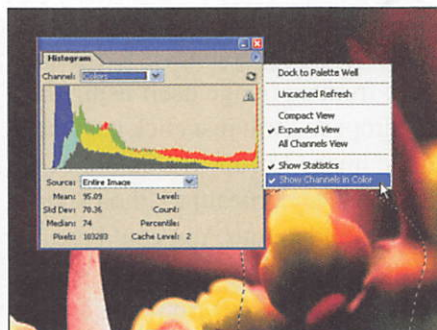 Histogram
Channel: Colors
Source: Entire Image
Mean: 95.09 Level:
Std Dev: 70.36 Count:
Median: 74 Percentile:
Pixels: 103283 Cache Level: 2
Dock to Palette Well
Uncached Refresh
Compact View
Expanded View
All Channels View
Show Statistics
Show Channels in Color